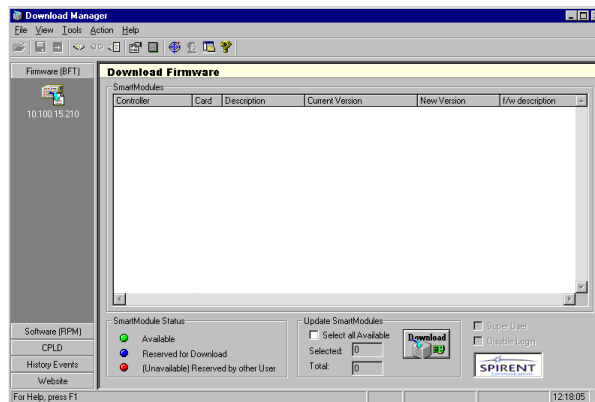 Download Manager
File View Tools Action Help
Firmware (BFT)
10.100.15.210
Download Firmware
SmartModules
Controller Card Description Current Version New Version f/w description
SmartModule Status
Available
Reserved for Download
(Unavailable) Reserved by other User
Update SmartModules
Select all Available
Selected: 0
Total: 0
Download
Super User
Disable Login
SPIRENT
Communications
Software (RPM)
CPLD
History Events
Website
For Help, press F1
12:18:05